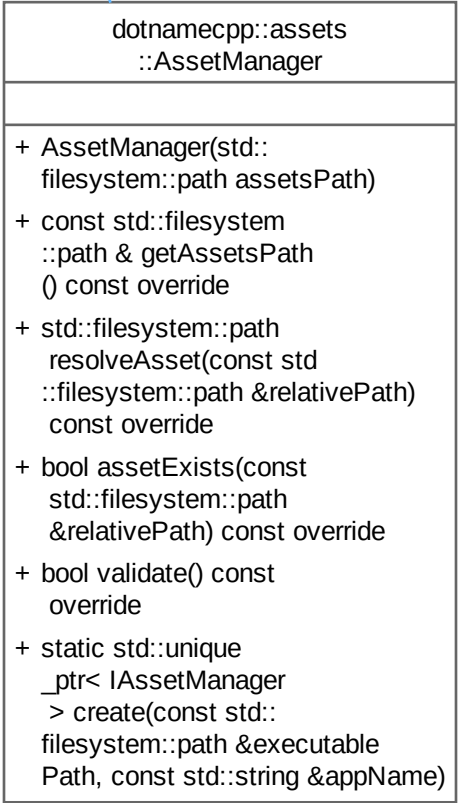 dotnamecpp::assets
::AssetManager
+ AssetManager(std::
filesystem::path assetsPath)
+ const std::filesystem
::path & getAssetsPath
() const override
+ std::filesystem::path
resolveAsset(const std
::filesystem::path &relativePath)
const override
+ bool assetExists(const
std::filesystem::path
&relativePath) const override
+ bool validate() const
override
+ static std::unique
_ptr< IAssetManager
> create(const std::
filesystem::path &executable
Path, const std::string &appName)